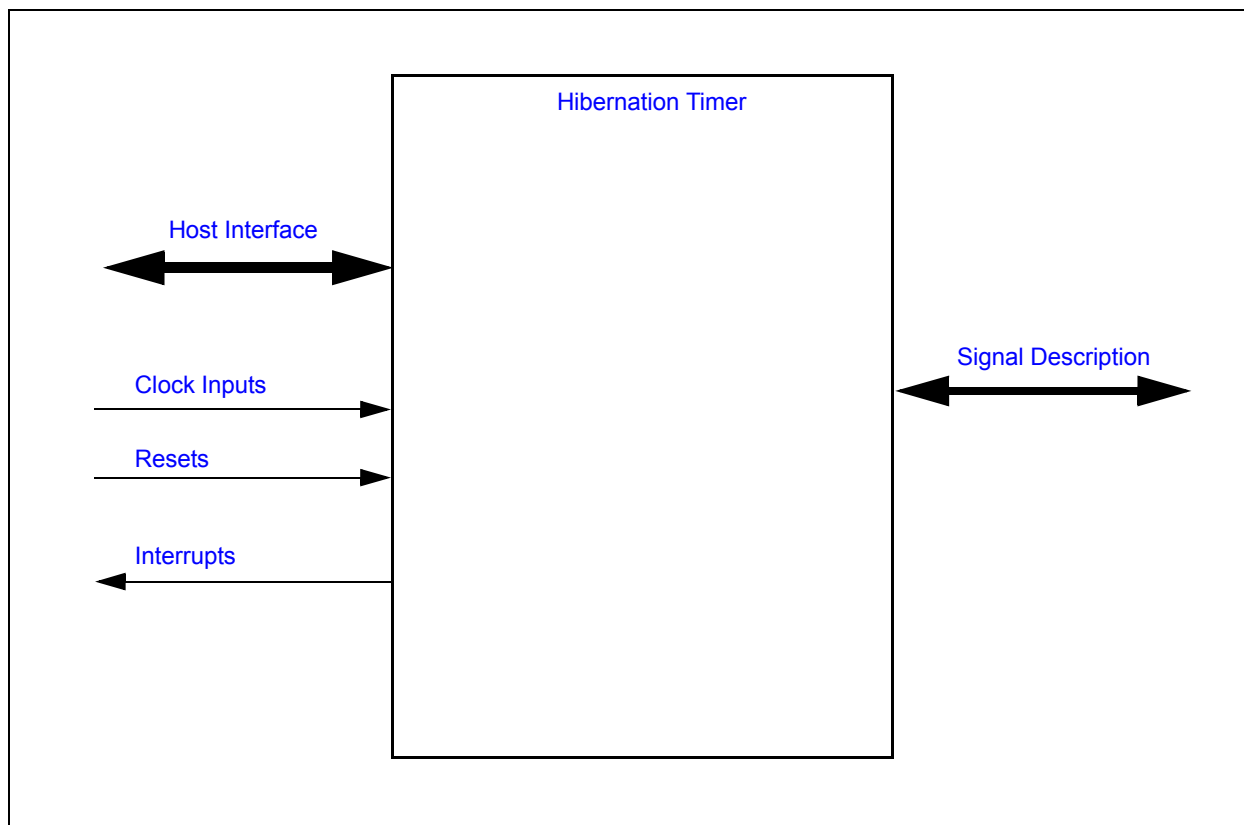 Hibernation Timer
Host Interface
Signal Description
Clock Inputs
Resets
Interrupts